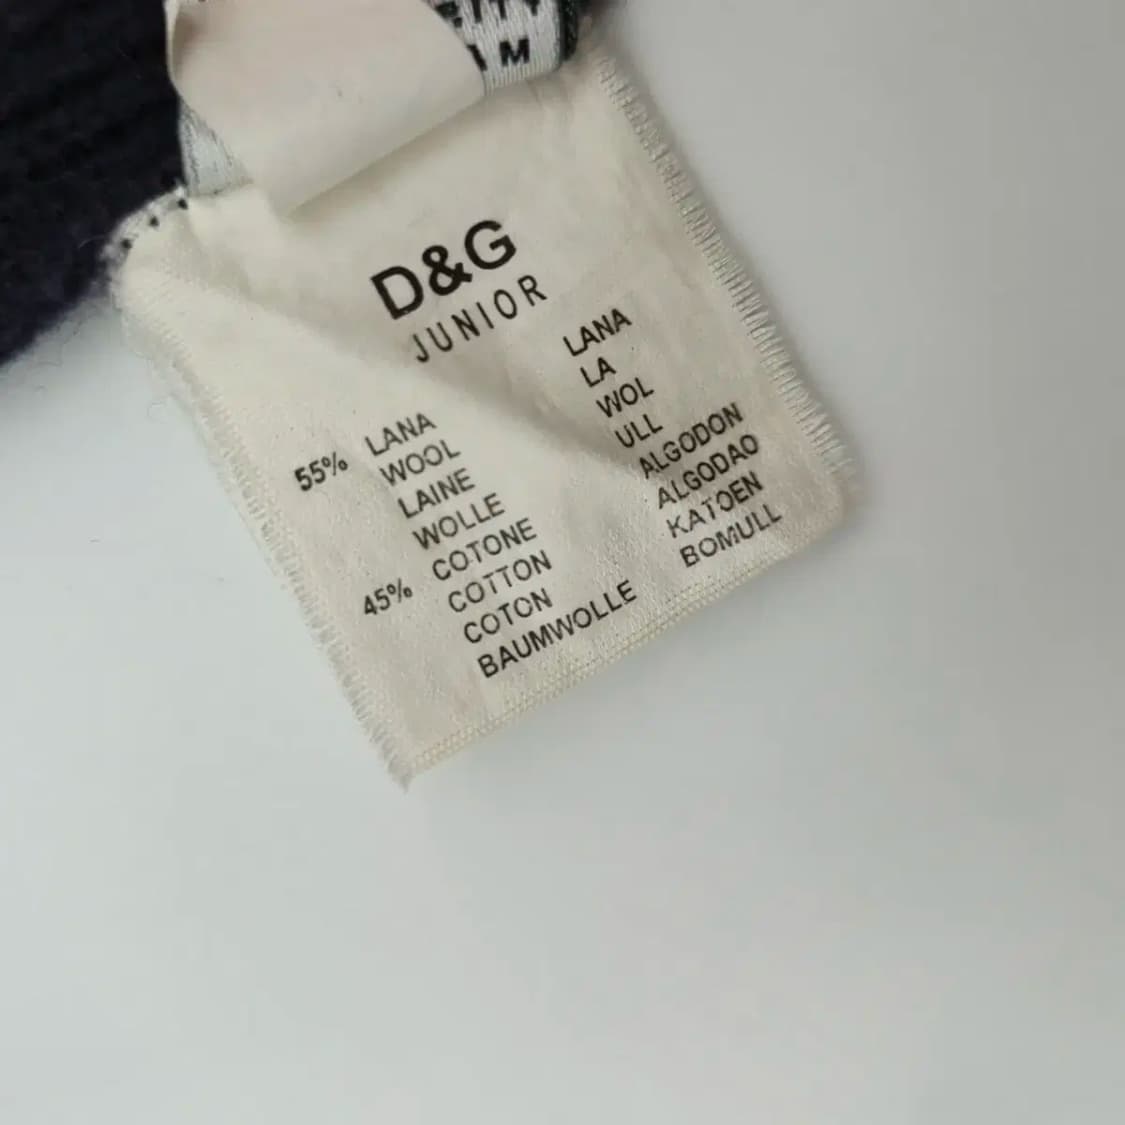 AM
D&G
JUNIOR
55% LANA
WOOL
LAINE
WOLLE
45% COTONE
COTTON
COTON
BAUMWOLLE
LANA
LA
WOL
ULL
ALGODON
ALGODAO
KATOEN
BOMULL